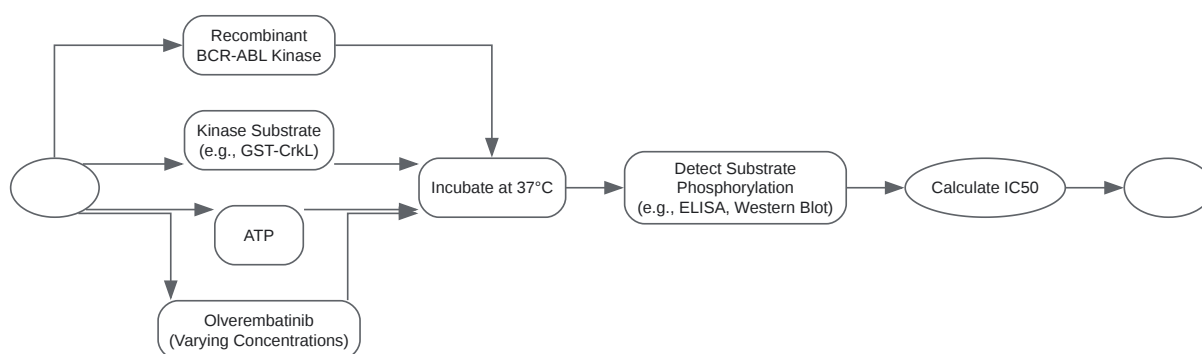 Recombinant
BCR-ABL Kinase
Kinase Substrate
(e.g., GST-CrkL)
Incubate at 37°C
Detect Substrate
Phosphorylation
(e.g., ELISA, Western Blot)
Calculate IC50
ATP
Olverembatinib
(Varying Concentrations)